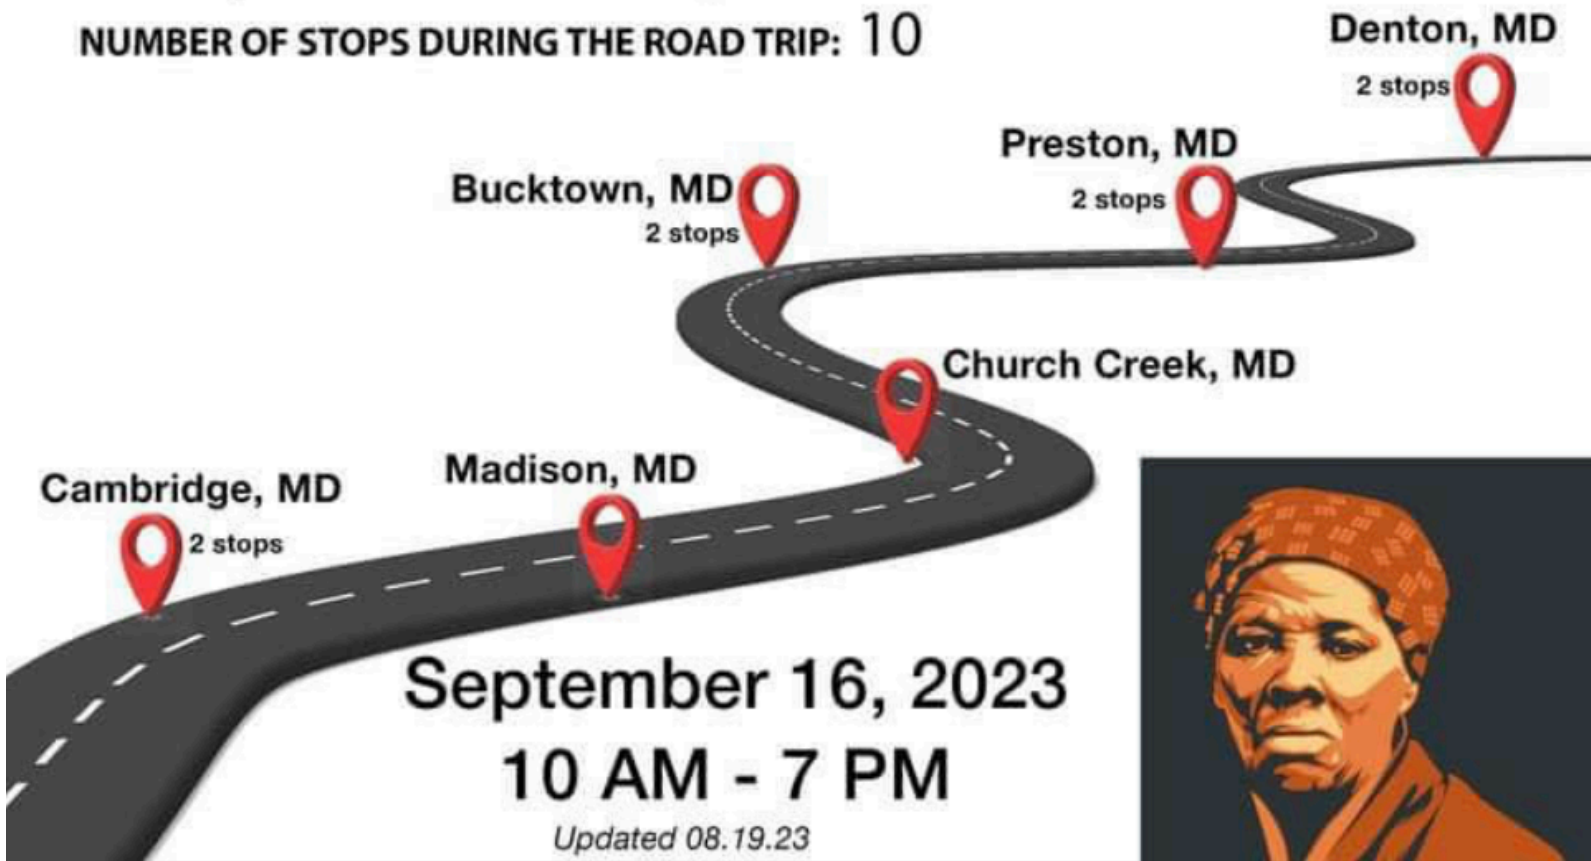 NUMBER OF STOPS DURING THE ROAD TRIP: 10
Denton, MD
2 stops
Preston, MD
2 stops
Bucktown, MD
2 stops
Church Creek, MD
Madison, MD
Cambridge, MD
2 stops
September 16, 2023
10 AM - 7 PM
Updated 08.19.23